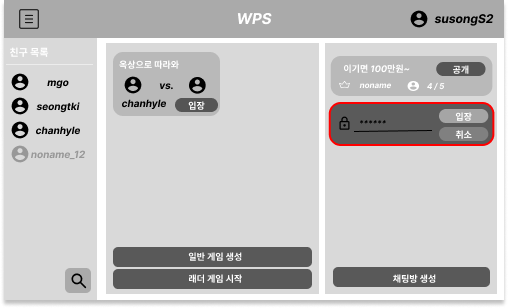 WPS
susongS2
친구 목록
mgo
seongtki
chanhyle
noname_12
옥상으로 따라와
vs.
chanhyle
입장
일반 게임 생성
래더 게임 시작
이기면 100만원~
공개
noname
4 / 5
******
입장
취소
채팅방 생성